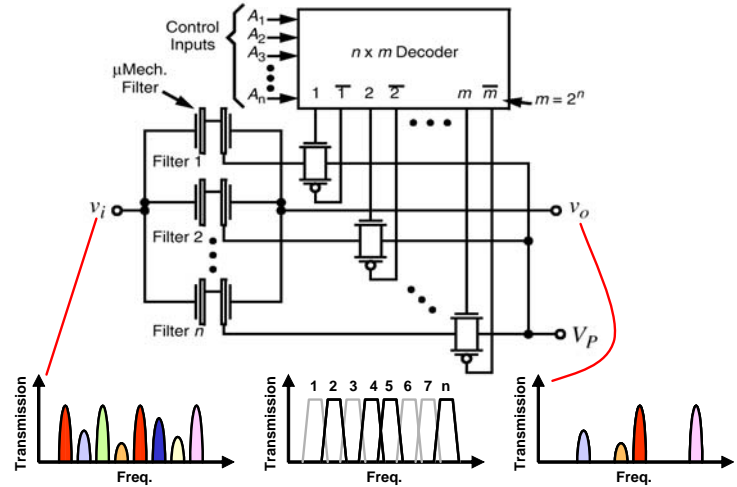 Control
Inputs
A1
A2
A3
An
n x m Decoder
1 1̅ 2 2̅ m m̅
m = 2^n
μMech.
Filter
Filter 1
Filter 2
Filter n
vi
vo
VP
Transmission
Freq.
1 2 3 4 5 6 7 n
Transmission
Freq.
Transmission
Freq.